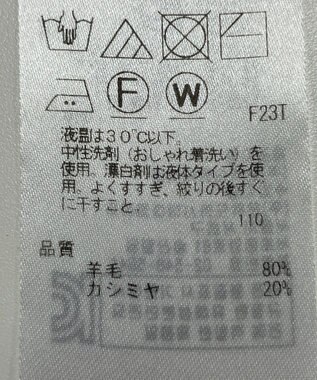 F W
F23T
液温は30℃以下、
中性洗剤（おしゃれ着洗い）を
使用、漂白剤は液体タイプを使
用、よくすすぎ、絞りの後すぐ
に干すこと。
110
品質
羊毛 80%
カシミヤ 20%